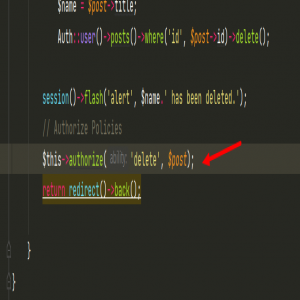 $name = $post->title;
Auth::user()->posts()->where('id', $post->id)->delete();
session()->flash('alert', $name.' has been deleted.');
// Authorize Policies
$this->authorize( ability: 'delete', $post);
return redirect()->back();
}
}